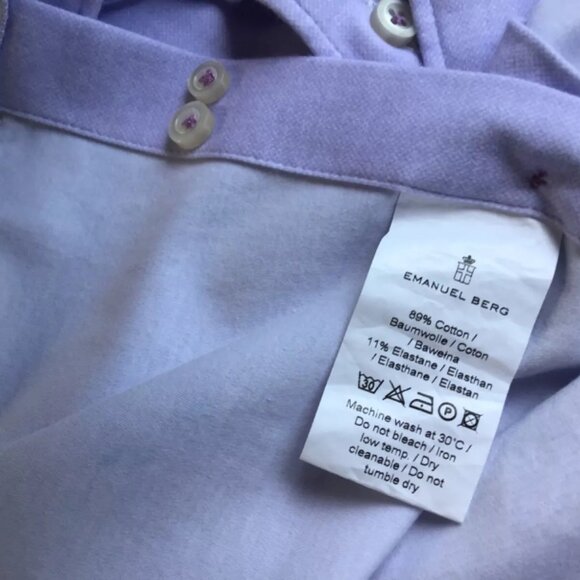 EMANUEL BERG
89% Cotton /
Baumwolle / Coton
/ Bawełna
11% Elastane / Elasthan
/ Elasthane / Elastan
30
P
Machine wash at 30°C /
Do not bleach / Iron
low temp. / Dry
cleanable / Do not
tumble dry